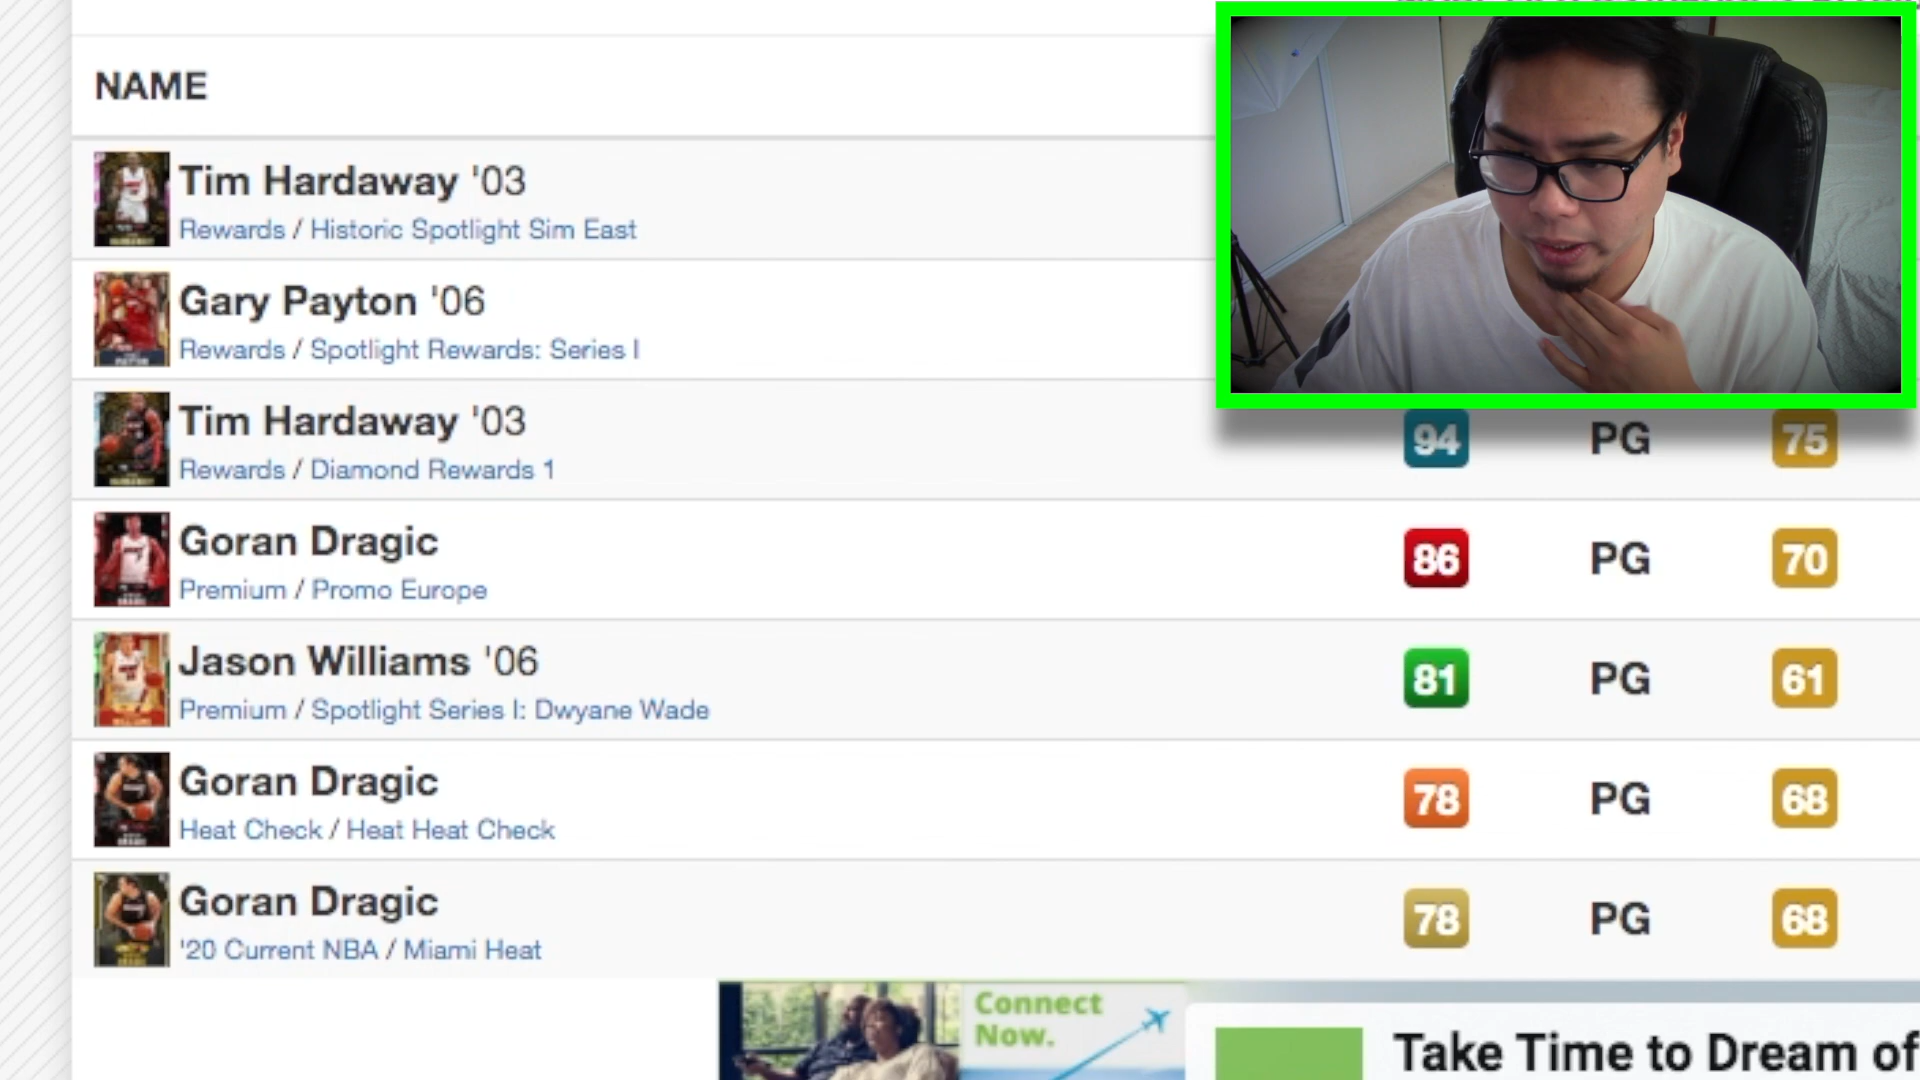 NAME
Tim Hardaway '03
Rewards / Historic Spotlight Sim East
Gary Payton '06
Rewards / Spotlight Rewards: Series I
Tim Hardaway '03
Rewards / Diamond Rewards 1
94 PG 75
Goran Dragic
Premium / Promo Europe
86 PG 70
Jason Williams '06
Premium / Spotlight Series I: Dwyane Wade
81 PG 61
Goran Dragic
Heat Check / Heat Heat Check
78 PG 68
Goran Dragic
'20 Current NBA / Miami Heat
78 PG 68
Connect
Now.
Take Time to Dream of